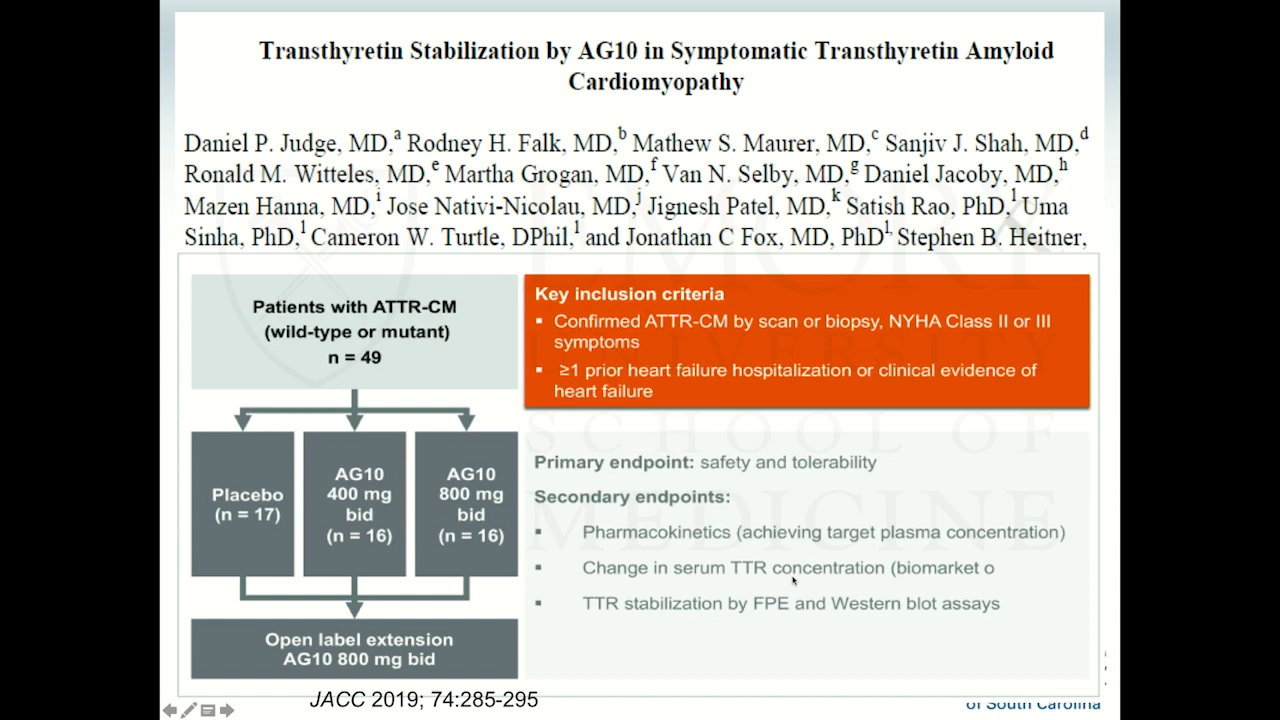 Transthyretin Stabilization by AG10 in Symptomatic Transthyretin Amyloid
Cardiomyopathy
Daniel P. Judge, MD,a Rodney H. Falk, MD,b Mathew S. Maurer, MD,c Sanjiv J. Shah, MD,d
Ronald M. Witteles, MD,e Martha Grogan, MD,f Van N. Selby, MD,g Daniel Jacoby, MD,h
Mazen Hanna, MD,i Jose Nativi-Nicolau, MD,j Jignesh Patel, MD,k Satish Rao, PhD,l Uma
Sinha, PhD,l Cameron W. Turtle, DPhil,l and Jonathan C Fox, MD, PhDl, Stephen B. Heitner,
Patients with ATTR-CM
(wild-type or mutant)
n = 49
Key inclusion criteria
▪ Confirmed ATTR-CM by scan or biopsy, NYHA Class II or III
symptoms
▪ ≥1 prior heart failure hospitalization or clinical evidence of
heart failure
Placebo
(n = 17)
AG10
400 mg
bid
(n = 16)
AG10
800 mg
bid
(n = 16)
Open label extension
AG10 800 mg bid
Primary endpoint: safety and tolerability
Secondary endpoints:
▪ Pharmacokinetics (achieving target plasma concentration)
▪ Change in serum TTR concentration (biomarket o
▪ TTR stabilization by FPE and Western blot assays
JACC 2019; 74:285-295
of South Carolina
EMORY
UNIVERSITY
SCHOOL OF
MEDICINE